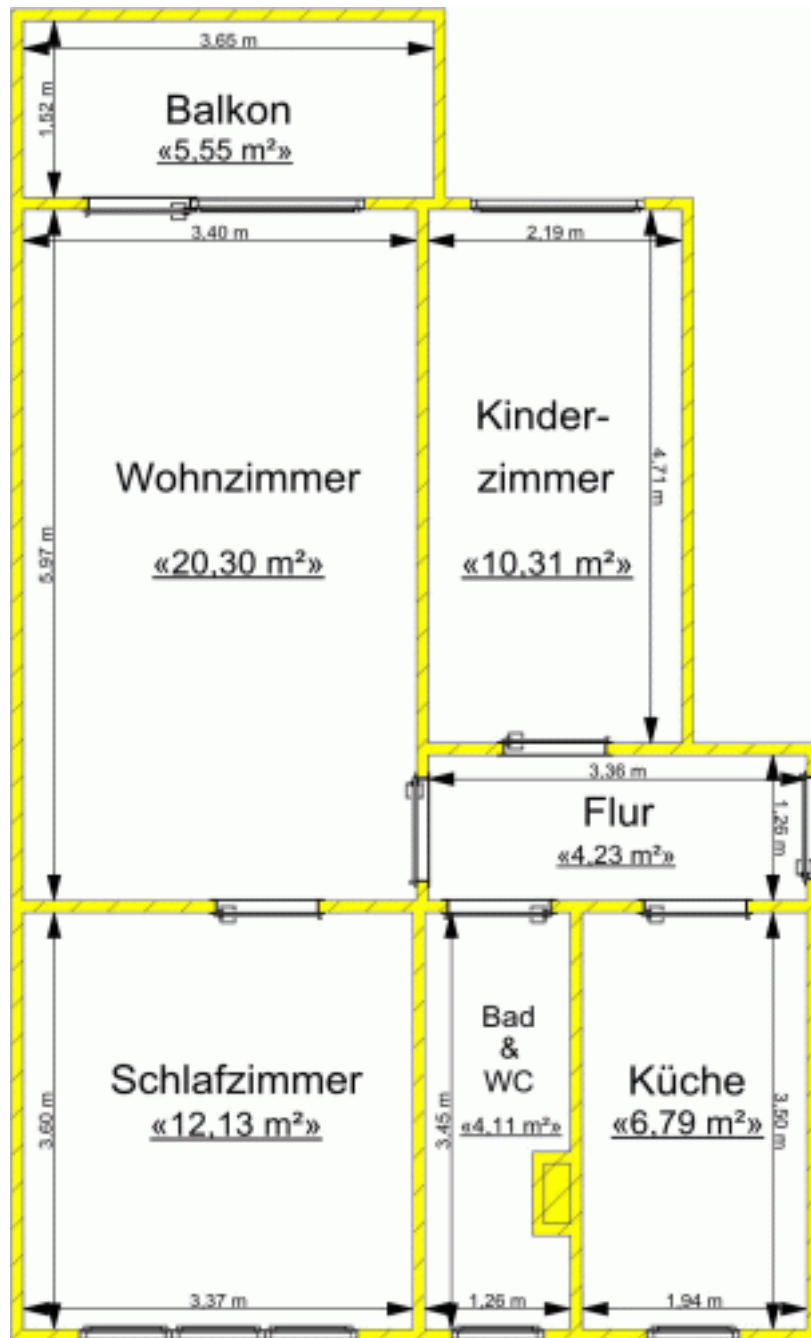 3.65 m
1,52 m
Balkon
«5,55 m²»
3,40 m
2,19 m
Kinder-
zimmer
«10,31 m²»
4,71 m
Wohnzimmer
«20,30 m²»
5,97 m
3,36 m
Flur
«4,23 m²»
1,26 m
Schlafzimmer
«12,13 m²»
3,60 m
3,37 m
Bad
&
WC
«4,11 m²»
3,45 m
1,26 m
Küche
«6,79 m²»
3,50 m
1,94 m